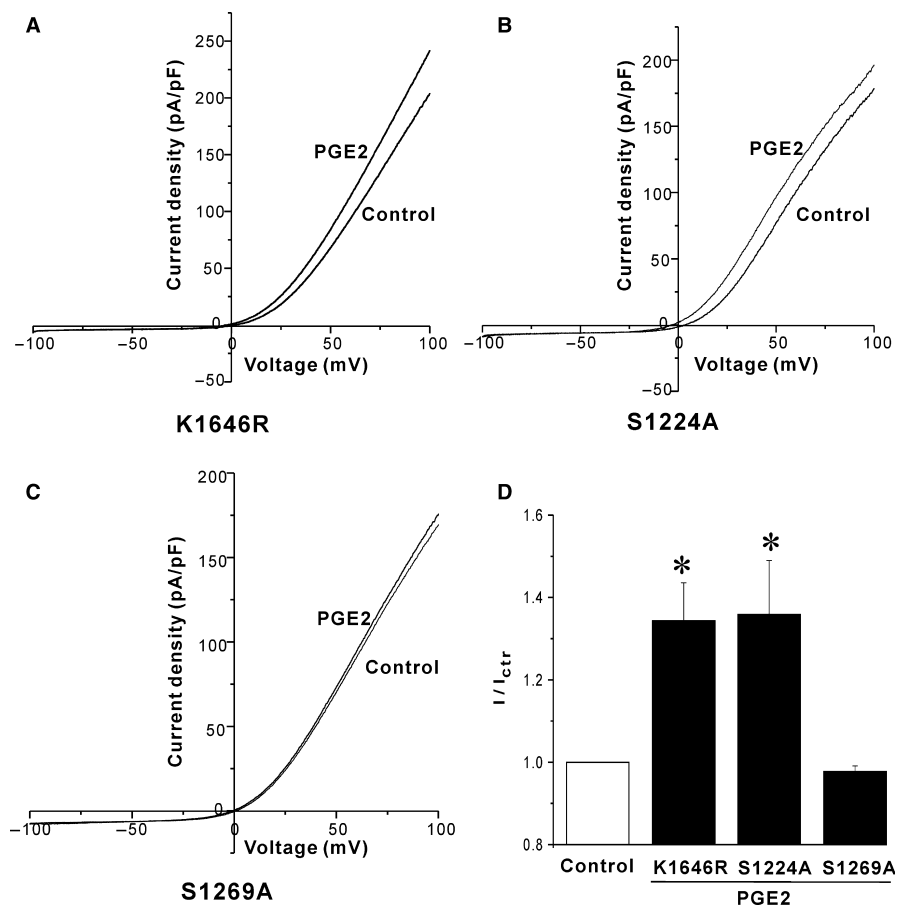 A
Current density (pA/pF)
250
200
150
100
50
0
−50
−100
−50
50
100
PGE2
Control
Voltage (mV)
K1646R
B
Current density (pA/pF)
200
150
100
50
0
−50
−100
−50
0
50
100
PGE2
Control
Voltage (mV)
S1224A
C
Current density (pA/pF)
200
150
100
50
0
−100
−50
0
50
100
PGE2
Control
Voltage (mV)
S1269A
D
I / Ictr
1.6
1.4
1.2
1.0
0.8
*
*
Control
K1646R S1224A S1269A
PGE2